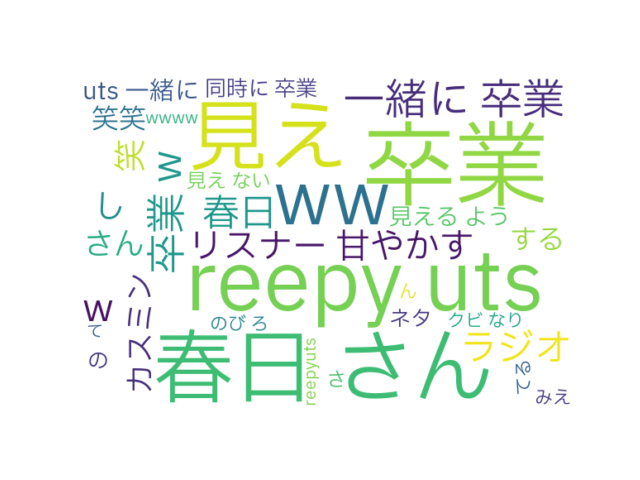 uts 一緒に 同時に 卒業
一緒に 卒業
笑笑 wwww
見え
卒業
笑
w
見え ない
ww
し
卒業
春日
見える よう
さん
リスナー 甘やかす
する
reepy uts
w
て
の
カスミン
のび ろ
ん
ネタ
クビ なり
ラジオ
春日 さん
reepyuts
さ
てる
みえ